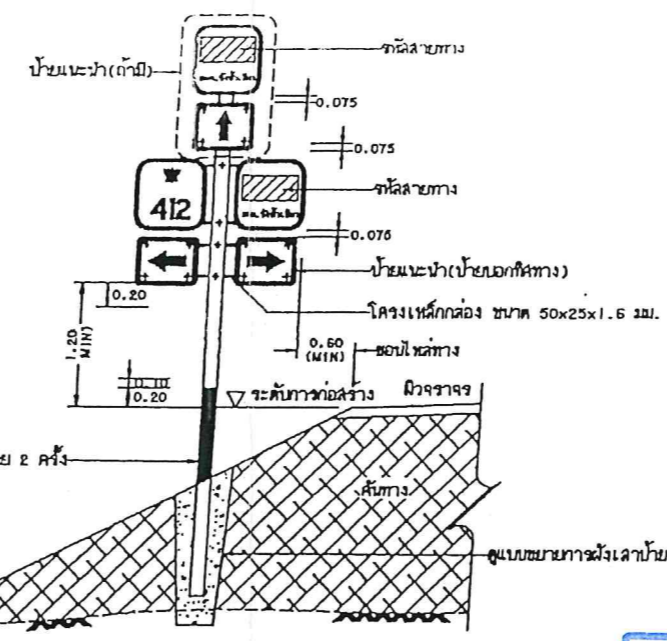 รหัสสายทาง
ป้ายแนะนำ(ถ้ามี)
0.075
0.075
412
รหัสสายทาง
0.075
ป้ายแนะนำ(ป้ายบอกทิศทาง)
0.20
โครงเหล็กกล่อง ขนาด 50x25x1.6 มม.
1.20
MIN
0.60
(MIN)
ขอบไหล่ทาง
0.20
ระดับการก่อสร้าง
ผิวจราจร
2 ครั้ง
คันทาง
ดูแบบขยายการฝังเสาป้าย